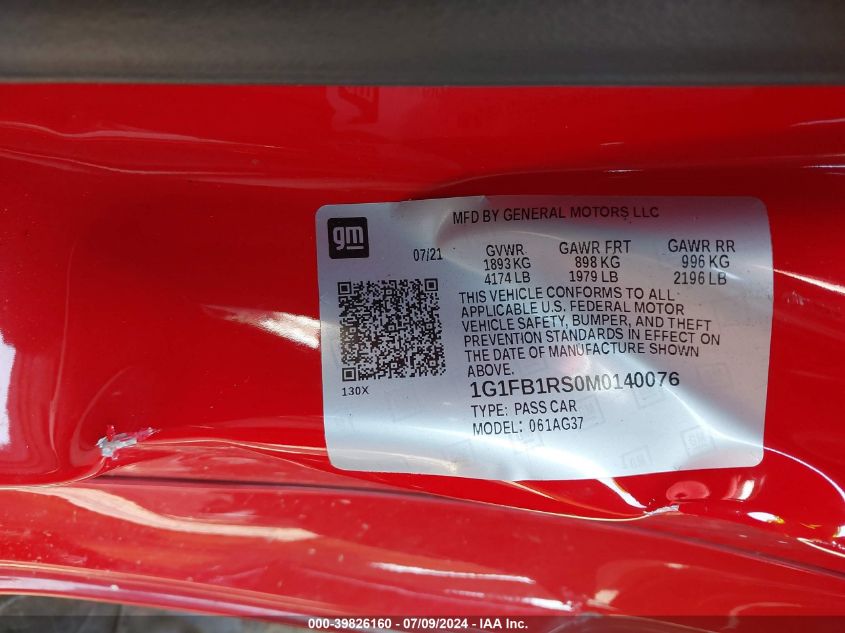 gm
MFD BY GENERAL MOTORS LLC
07/21
GVWR GAWR FRT GAWR RR
1893 KG 898 KG 996 KG
4174 LB 1979 LB 2196 LB
THIS VEHICLE CONFORMS TO ALL
APPLICABLE U.S. FEDERAL MOTOR
VEHICLE SAFETY, BUMPER, AND THEFT
PREVENTION STANDARDS IN EFFECT ON
THE DATE OF MANUFACTURE SHOWN
ABOVE.
130X
1G1FB1RS0M0140076
TYPE: PASS CAR
MODEL: 061AG37
000-39826160 - 07/09/2024 - IAA Inc.